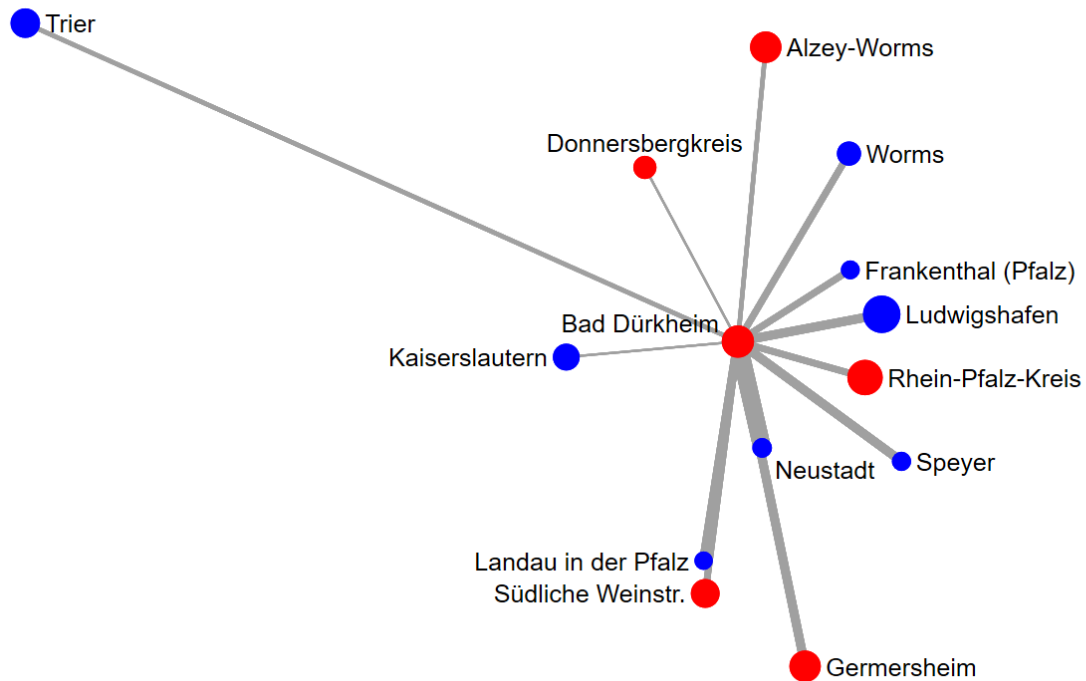 Trier
Alzey-Worms
Donnersbergkreis
Worms
Frankenthal (Pfalz)
Ludwigshafen
Bad Dürkheim
Kaiserslautern
Rhein-Pfalz-Kreis
Speyer
Neustadt
Landau in der Pfalz
Südliche Weinstr.
Germersheim